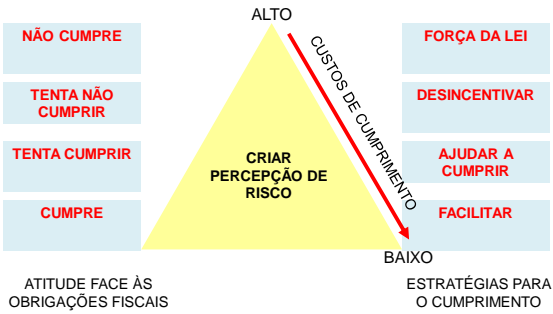 ALTO
NÃO CUMPRE
TENTA NÃO
CUMPRIR
TENTA CUMPRIR
CUMPRE
ATITUDE FACE ÀS
OBRIGAÇÕES FISCAIS
CRIAR
PERCEPÇÃO DE
RISCO
CUSTOS DE CUMPRIMENTO
BAIXO
FORÇA DA LEI
DESINCENTIVAR
AJUDAR A
CUMPRIR
FACILITAR
ESTRATÉGIAS PARA
O CUMPRIMENTO